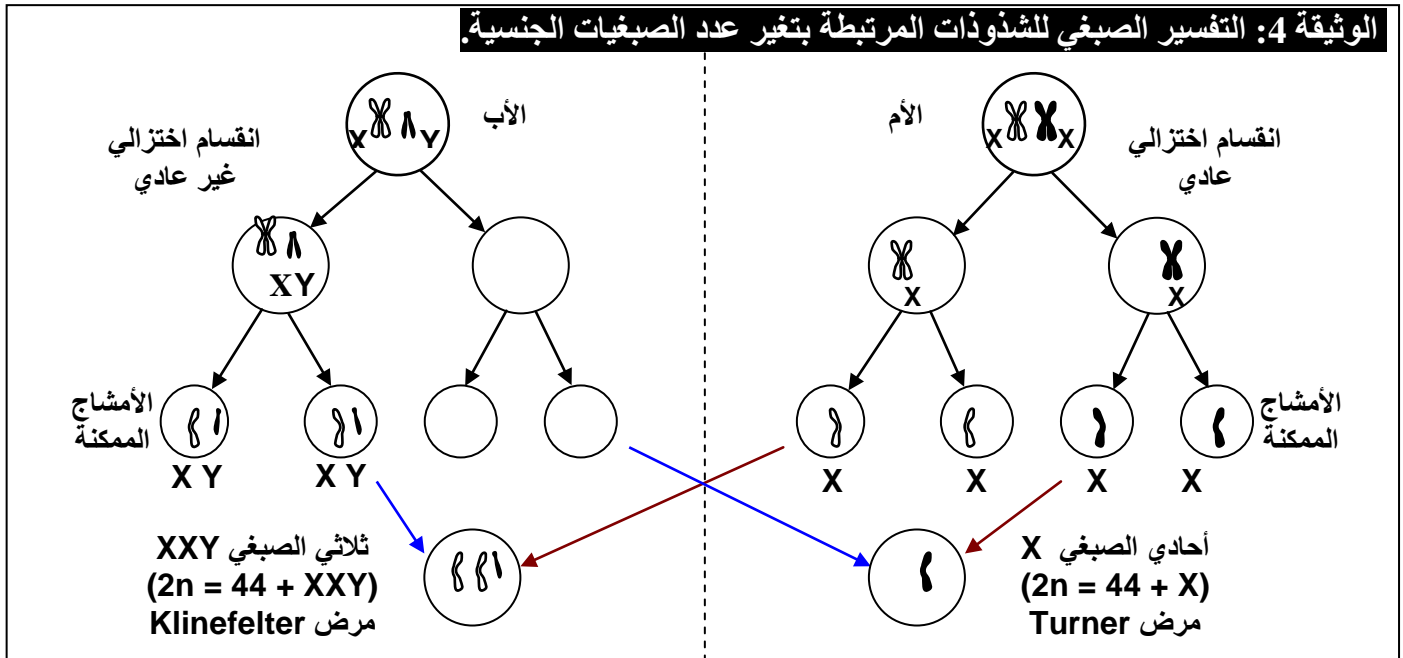 الوثيقة 4: التفسير الصبغي للشذوذات المرتبطة بتغير عدد الصبغيات الجنسية.
الأم
X X
انقسام اختزالي
عادي
X
X
الأمشاج
الممكنة
X
X
X
X
أحادي الصبغي X
(2n = 44 + X)
مرض Turner
الأب
X Y
انقسام اختزالي
غير عادي
XY
الأمشاج
الممكنة
X Y
X Y
ثلاثي الصبغي XXY
(2n = 44 + XXY)
مرض Klinefelter